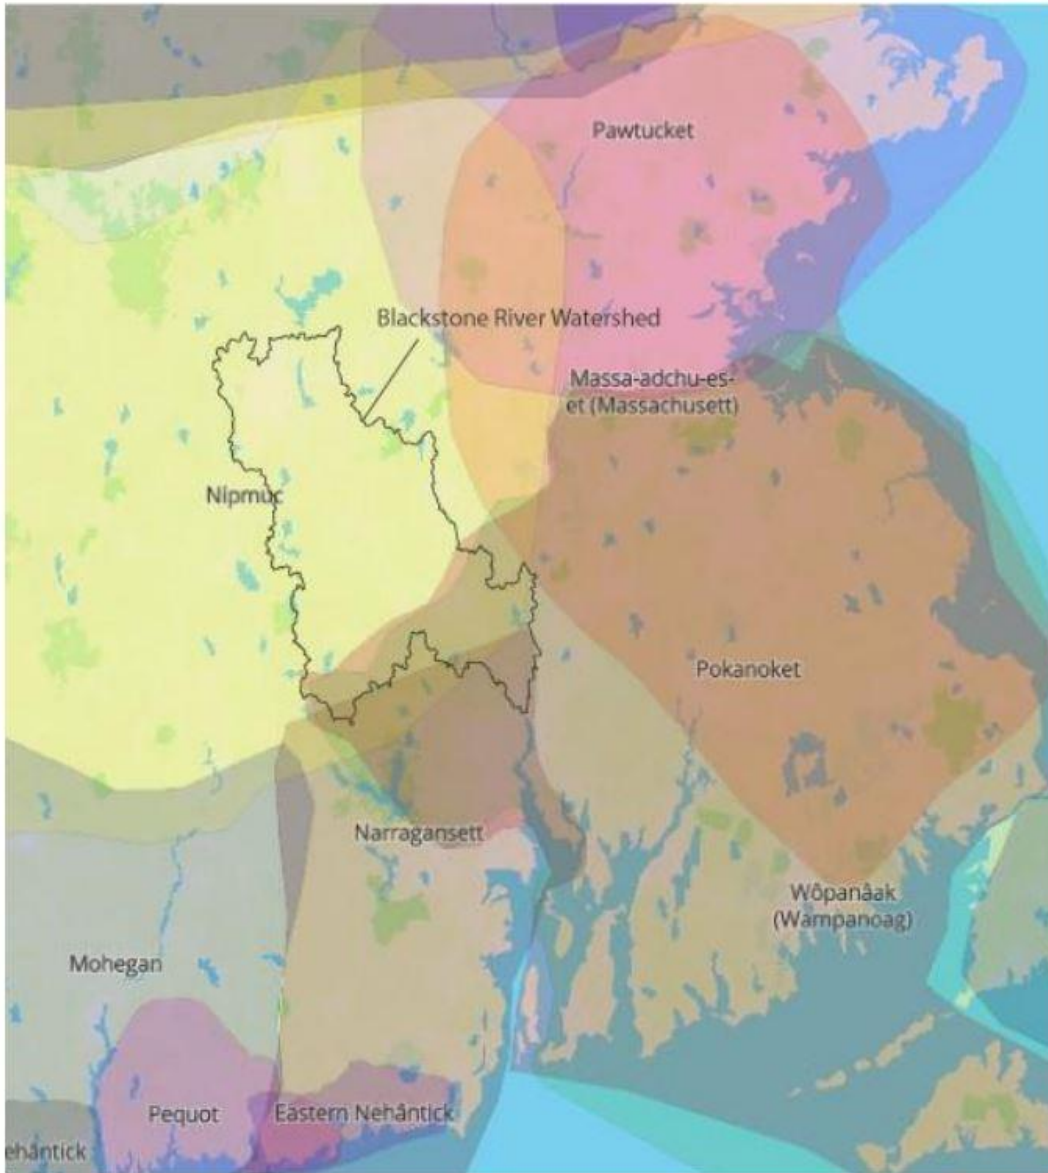 Pawtucket
Blackstone River Watershed
Massa-adchu-es-
et (Massachusett)
Nipmuc
Pokanoket
Narragansett
Wôpanâak
(Wampanoag)
Mohegan
Pequot
Eastern Nehântick
ehântick